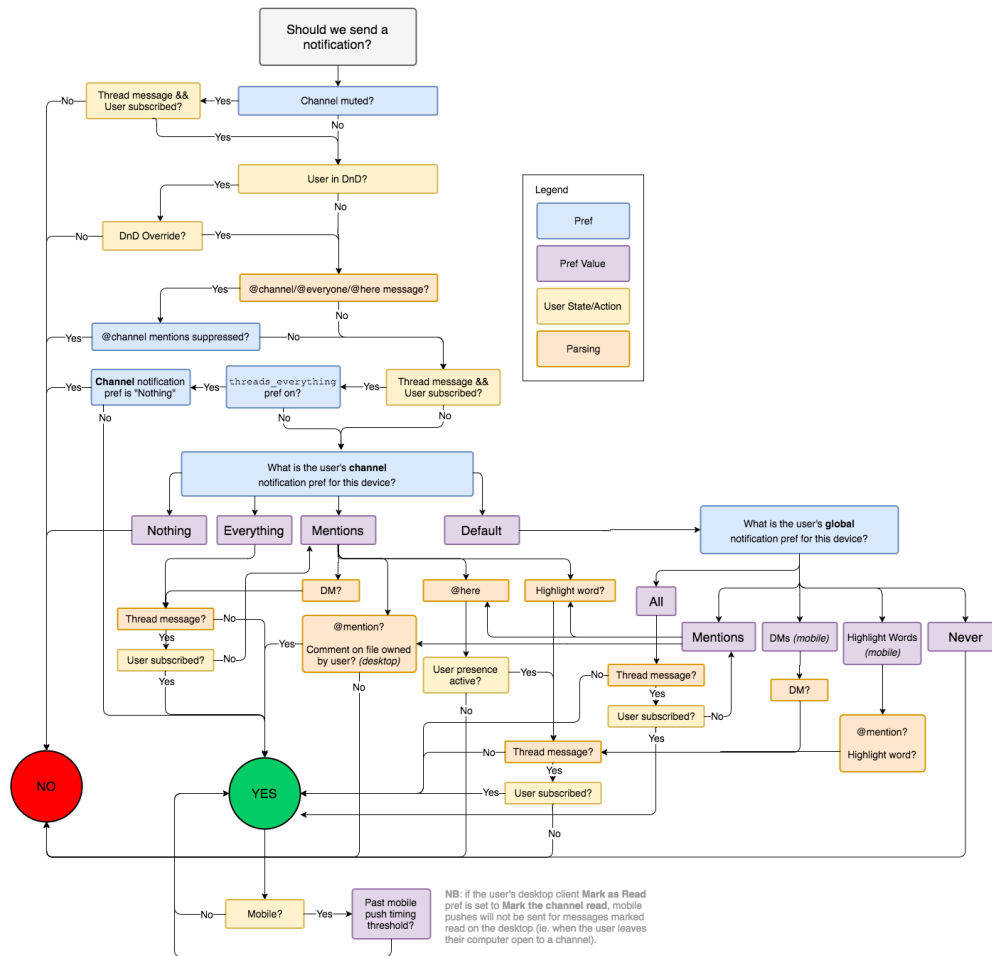 Should we send a
notification?
Thread message &&
User subscribed?
No
Yes
Channel muted?
No
Yes
User in DnD?
Yes
No
DnD Override?
No
Yes
@channel/@everyone/@here message?
Yes
No
@channel mentions suppressed?
Yes
No
Channel notification
pref is "Nothing"
Yes
Yes
threads_everything
pref on?
Yes
Thread message &&
User subscribed?
No
No
No
Legend
Pref
Pref Value
User State/Action
Parsing
What is the user's channel
notification pref for this device?
Nothing
Everything
Mentions
Default
What is the user's global
notification pref for this device?
DM?
@here
Highlight word?
All
Thread message?
No
Yes
User subscribed?
No
Yes
@mention?
Comment on file owned
by user? (desktop)
Yes
No
User presence
active?
Yes
No
Mentions
DMs (mobile)
Highlight Words
(mobile)
Never
No
Thread message?
Yes
User subscribed?
No
Yes
DM?
@mention?
Highlight word?
No
Thread message?
Yes
Yes
User subscribed?
No
NO
YES
No
Mobile?
Yes
Past mobile
push timing
threshold?
NB: if the user's desktop client Mark as Read
pref is set to Mark the channel read, mobile
pushes will not be sent for messages marked
read on the desktop (ie. when the user leaves
their computer open to a channel).